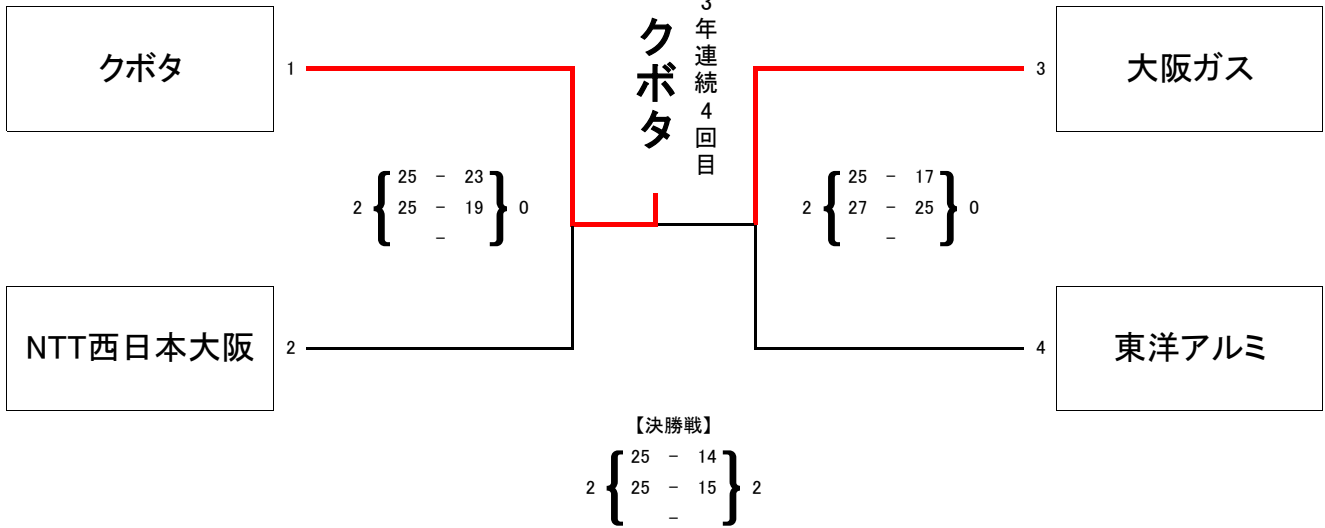 3年連続4回目
クボタ
クボタ
1
3
大阪ガス
25 - 23
2 { 25 - 19 } 0
-
25 - 17
2 { 27 - 25 } 0
-
NTT西日本大阪
2
4
東洋アルミ
【決勝戦】
25 - 14
2 { 25 - 15 } 2
-